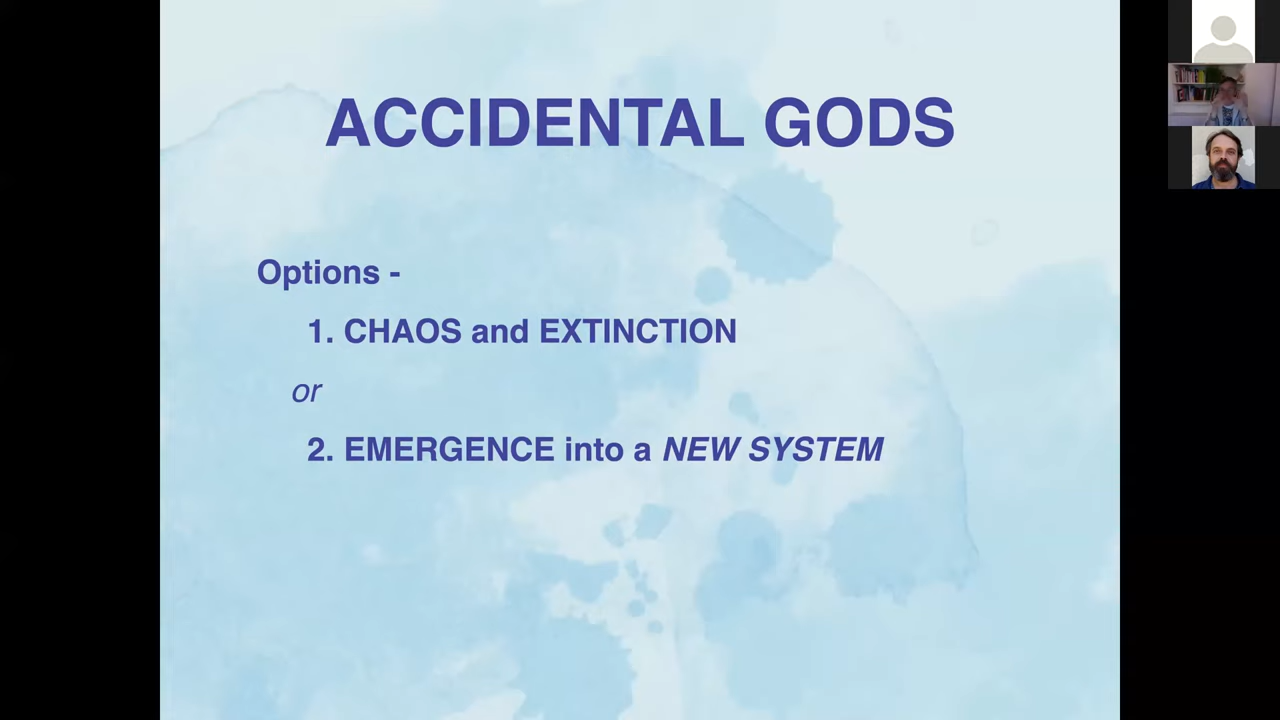 ACCIDENTAL GODS
Options -
1. CHAOS and EXTINCTION
or
2. EMERGENCE into a NEW SYSTEM